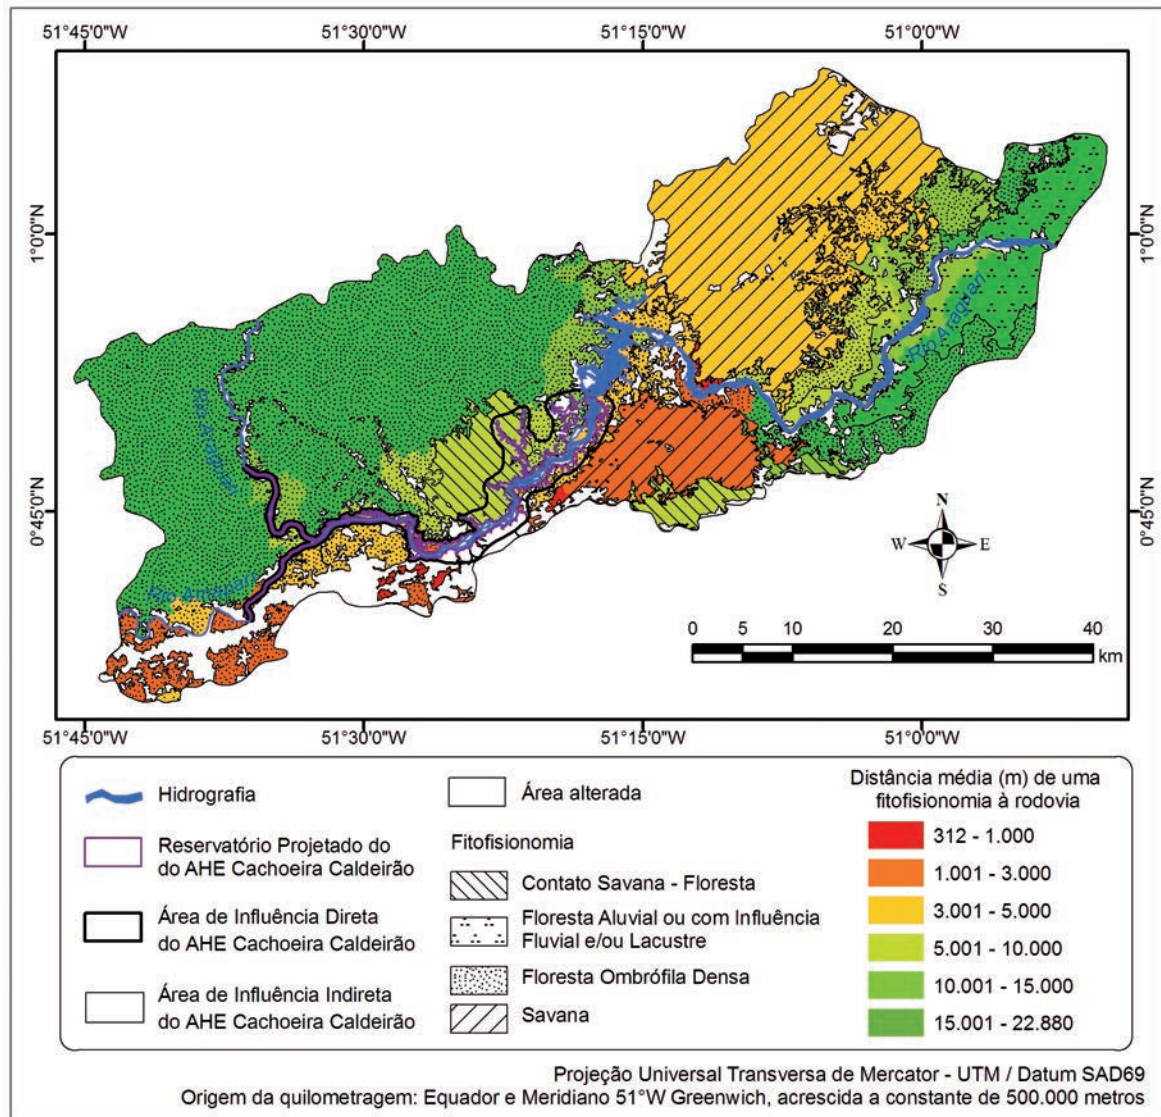 51°45'0"W
51°30'0"W
51°15'0"W
51°0'0"W
1°0'0"N
1°0'0"N
Rio Araguari
Rio Araguari
0°45'0"N
0°45'0"N
Rio Araguari
N
W
E
S
0 5 10 20 30 40
km
51°45'0"W
51°30'0"W
51°15'0"W
51°0'0"W
Hidrografia
Reservatório Projetado do
do AHE Cachoeira Caldeirão
Área de Influência Direta
do AHE Cachoeira Caldeirão
Área de Influência Indireta
do AHE Cachoeira Caldeirão
Área alterada
Fitofisionomia
Contato Savana - Floresta
Floresta Aluvial ou com Influência
Fluvial e/ou Lacustre
Floresta Ombrófila Densa
Savana
Distância média (m) de uma
fitofisionomia à rodovia
312 - 1.000
1.001 - 3.000
3.001 - 5.000
5.001 - 10.000
10.001 - 15.000
15.001 - 22.880
Projeção Universal Transversa de Mercator - UTM / Datum SAD69
Origem da quilometragem: Equador e Meridiano 51°W Greenwich, acrescida a constante de 500.000 metros